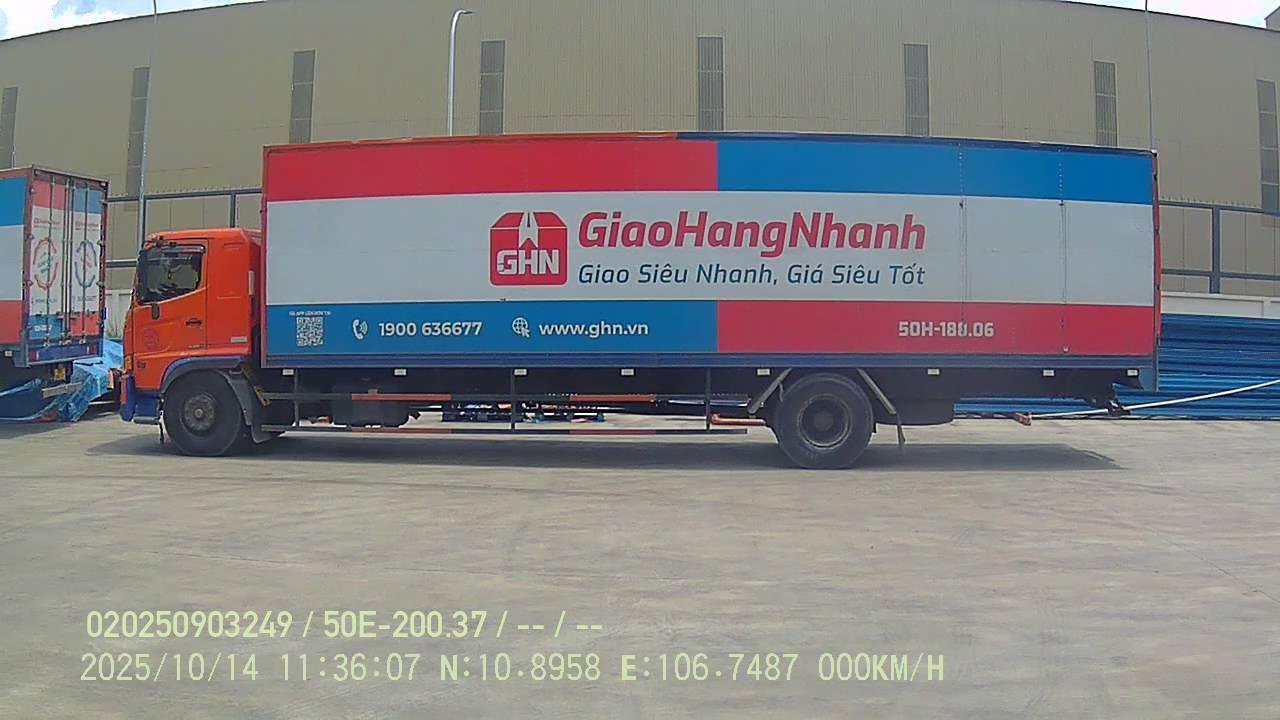 GHN
GiaoHangNhanh
Giao Siêu Nhanh, Giá Siêu Tốt
1900 636677
www.ghn.vn
50H-188.06
020250903249 / 50E-200.37 / -- / --
2025/10/14 11:36:07 N:10.8958 E:106.7487 000KM/H